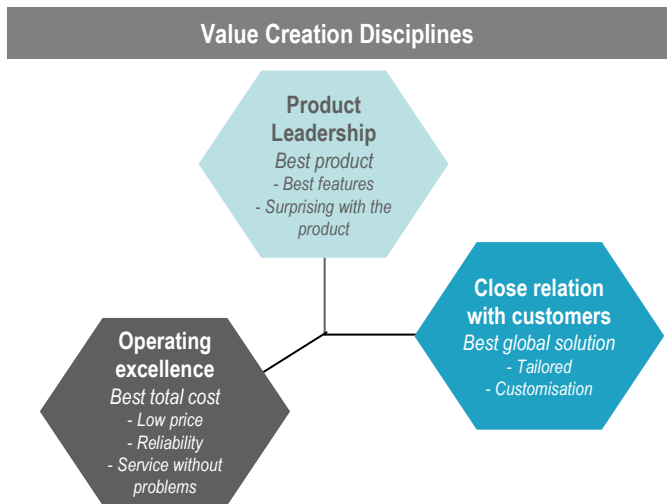 Value Creation Disciplines
Product
Leadership
Best product
- Best features
- Surprising with the
product
Close relation
with customers
Best global solution
- Tailored
- Customisation
Operating
excellence
Best total cost
- Low price
- Reliability
- Service without
problems